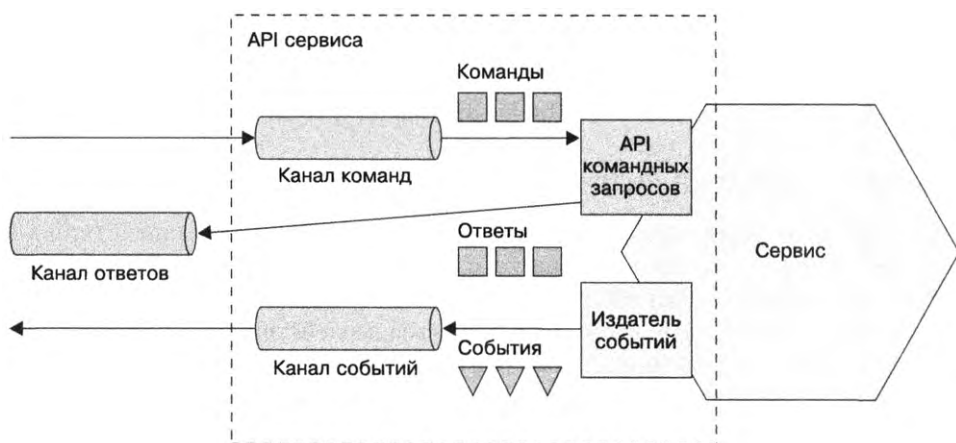 API сервиса
Команды
Канал команд
API
командных
запросов
Канал ответов
Ответы
Сервис
Канал событий
События
Издатель
событий